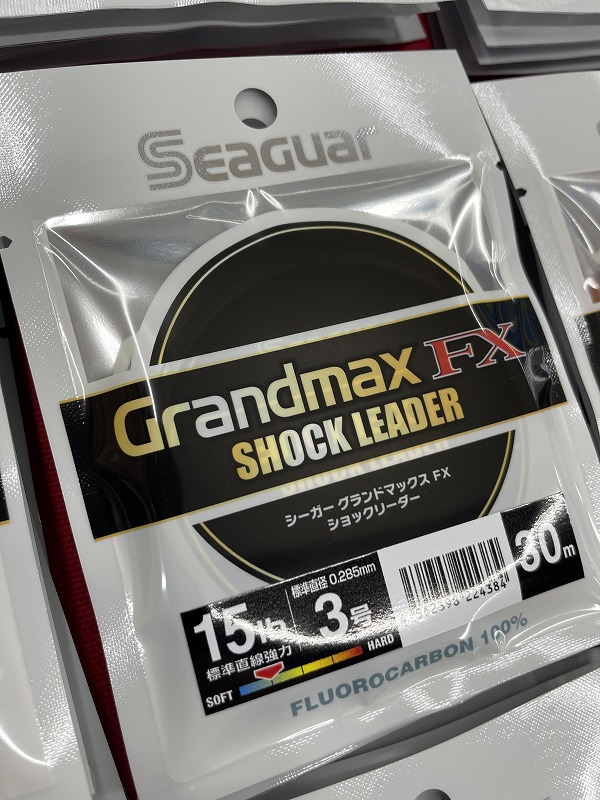 Seaguar
Grandmax FX
SHOCK LEADER
シーガー グランドマックス FX
ショックリーダー
15lb
標準直線強力
標準直径 0.285mm
3号
30m
SOFT
HARD
FLUOROCARBON 100%